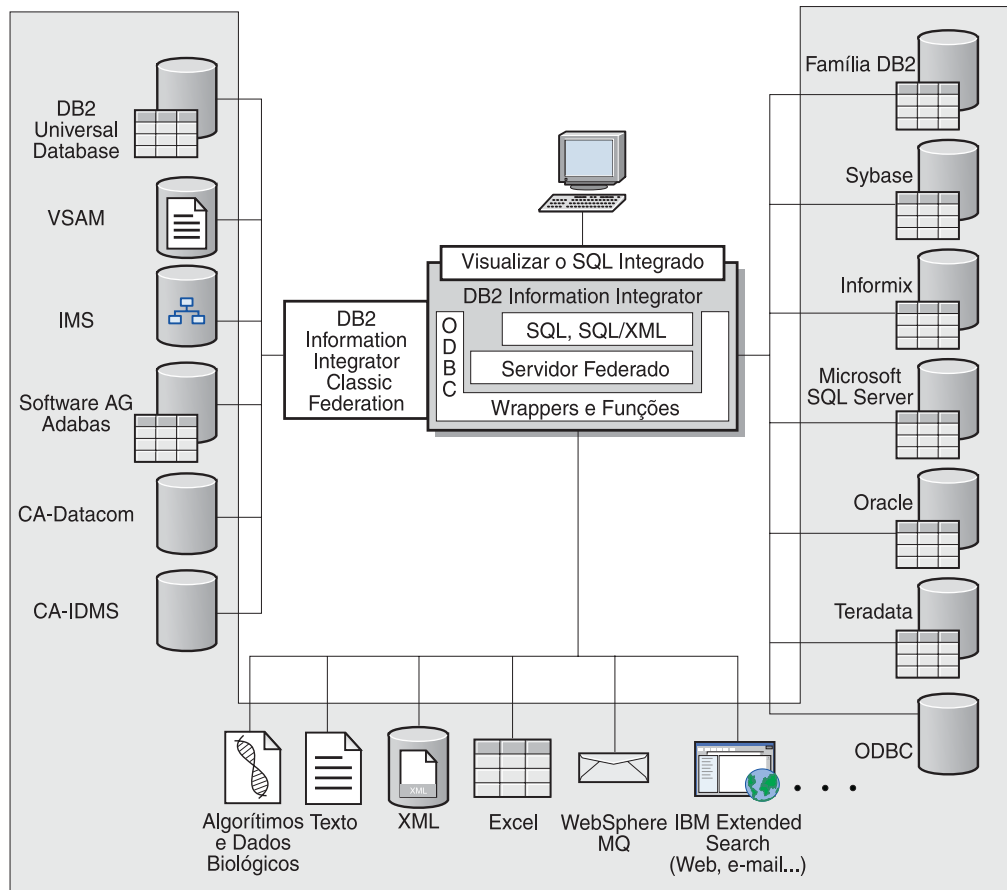 DB2
Universal
Database
VSAM
IMS
Software AG
Adabas
CA-Datacom
CA-IDMS
Visualizar o SQL Integrado
DB2 Information Integrator
DB2
Information
Integrator
Classic
Federation
O
D
B
C
SQL, SQL/XML
Servidor Federado
Wrappers e Funções
Família DB2
Sybase
Informix
Microsoft
SQL Server
Oracle
Teradata
ODBC
XML
Algorítimos
e Dados
Biológicos
Texto
XML
Excel
WebSphere
MQ
IBM Extended
Search
(Web, e-mail...)
. . .